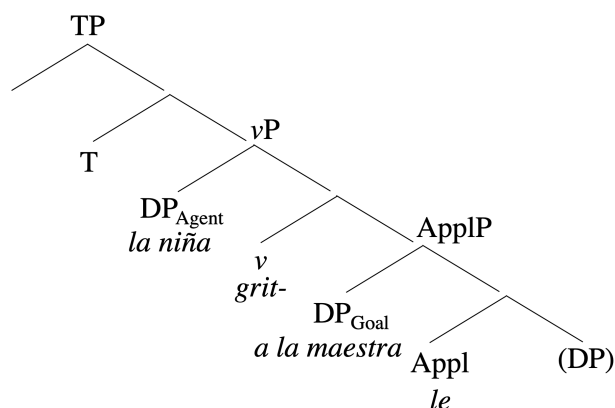 TP
T
vP
DPAgent
la niña
v
grit-
ApplP
DPGoal
a la maestra
Appl
le
(DP)